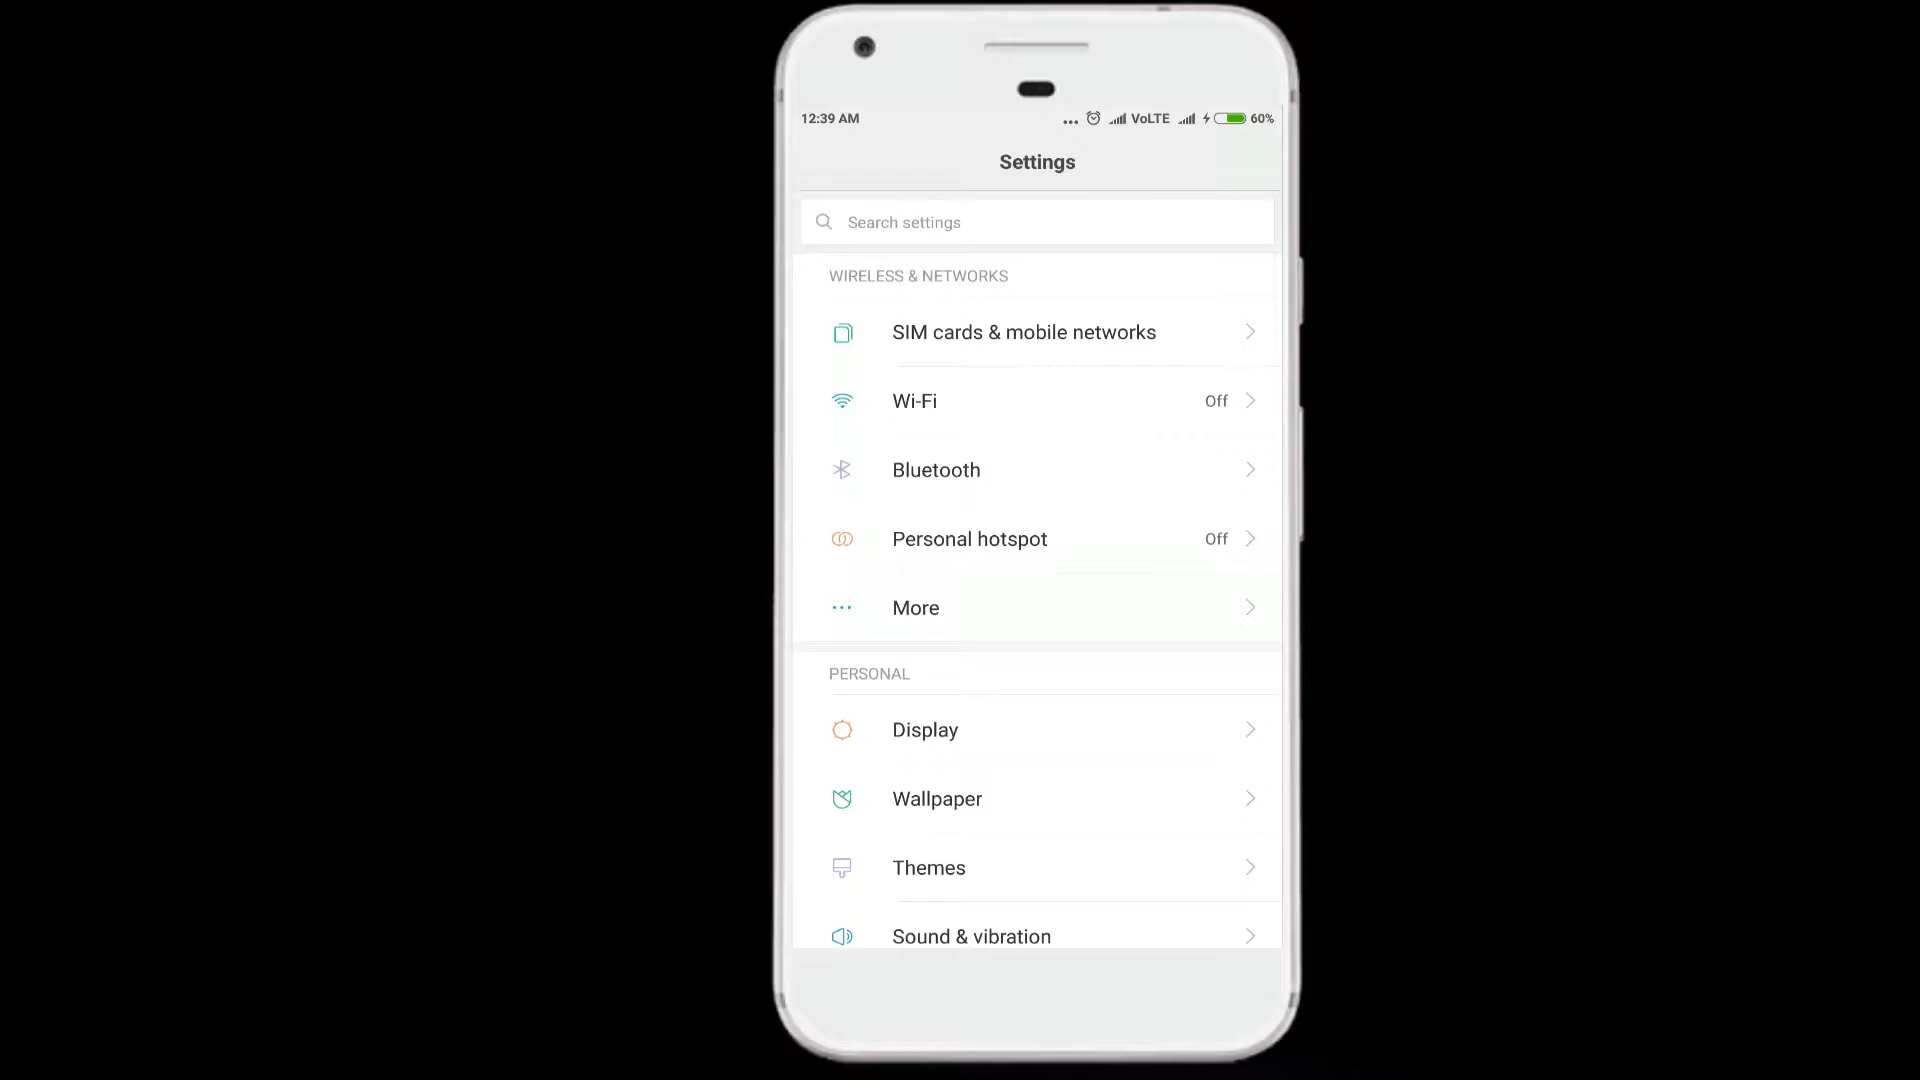 12:39 AM ... VoLTE 60%
Settings
Search settings
WIRELESS & NETWORKS
SIM cards & mobile networks
Wi-Fi Off
Bluetooth
Personal hotspot Off
More
PERSONAL
Display
Wallpaper
Themes
Sound & vibration